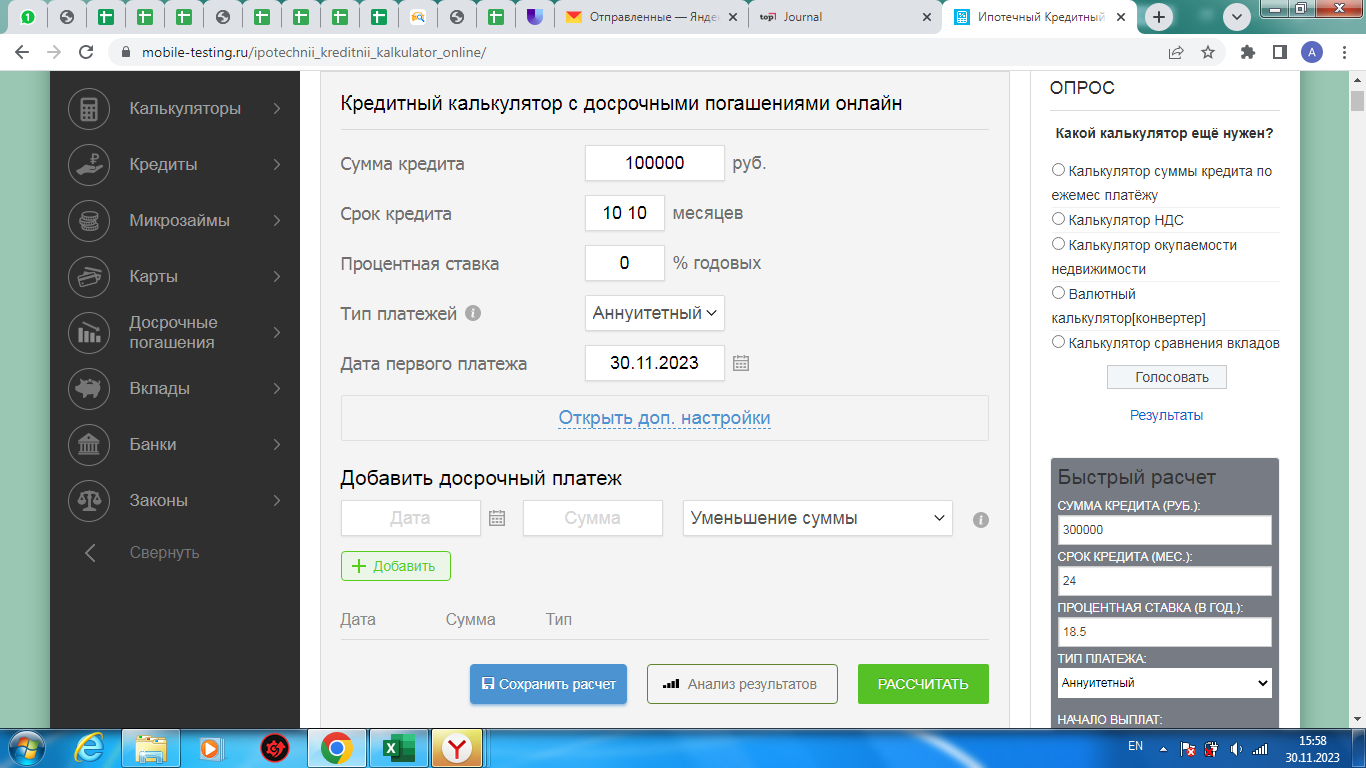 Отправленные — Янде
top1 Journal
Ипотечный Кредитный
mobile-testing.ru/ipotechnii_kreditnii_kalkulator_online/
A
Калькуляторы
Кредиты
Микрозаймы
Карты
Досрочные
погашения
Вклады
Банки
Законы
Свернуть
Кредитный калькулятор с досрочными погашениями онлайн
Сумма кредита 100000 руб.
Срок кредита 10 10 месяцев
Процентная ставка 0 % годовых
Тип платежей Аннуитетный
Дата первого платежа 30.11.2023
Открыть доп. настройки
Добавить досрочный платеж
Дата Сумма Уменьшение суммы
Добавить
Дата Сумма Тип
Сохранить расчет Анализ результатов РАССЧИТАТЬ
ОПРОС
Какой калькулятор ещё нужен?
Калькулятор суммы кредита по
ежемес платёжу
Калькулятор НДС
Калькулятор окупаемости
недвижимости
Валютный
калькулятор[конвертер]
Калькулятор сравнения вкладов
Голосовать
Результаты
Быстрый расчет
СУММА КРЕДИТА (РУБ.):
300000
СРОК КРЕДИТА (МЕС.):
24
ПРОЦЕНТНАЯ СТАВКА (В ГОД.):
18.5
ТИП ПЛАТЕЖА:
Аннуитетный
НАЧАЛО ВЫПЛАТ:
EN
15:58
30.11.2023